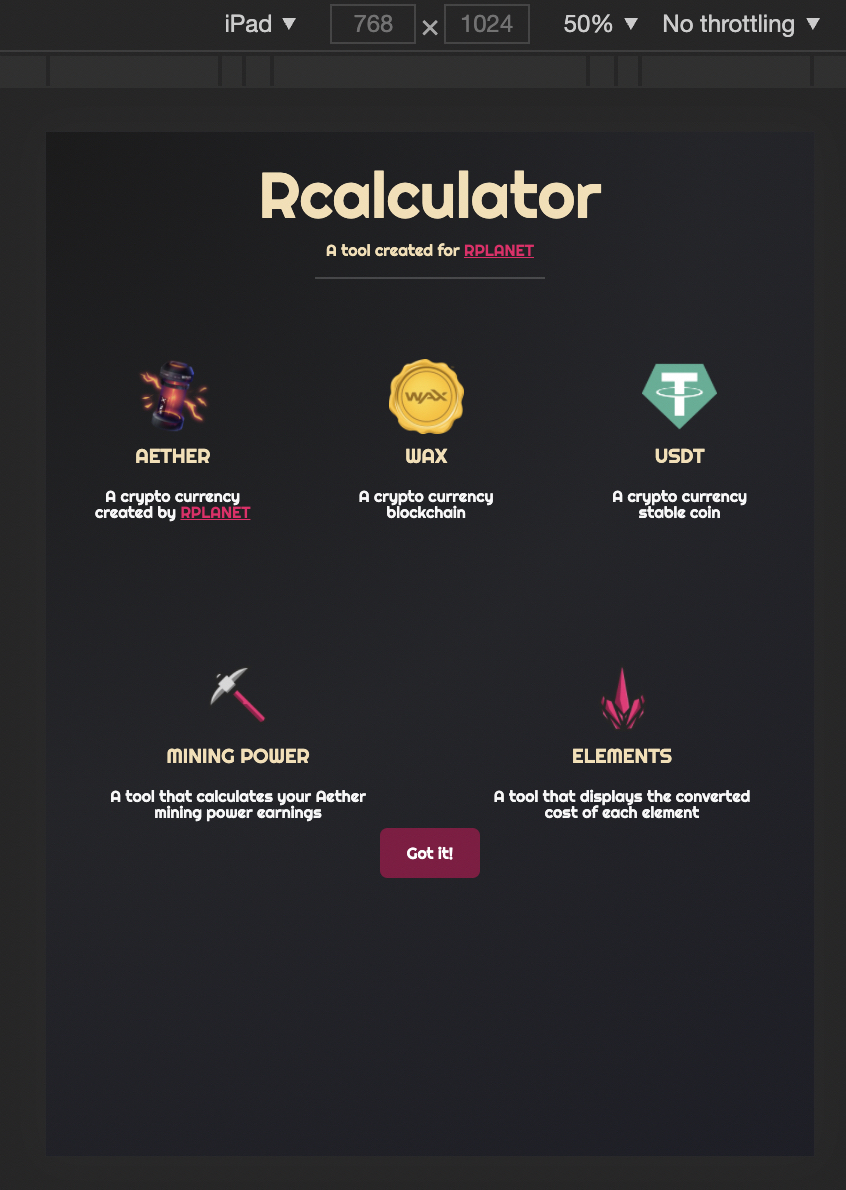 iPad ▼ 768 × 1024 50% ▼ No throttling ▼
Rcalculator
A tool created for RPLANET
WAX
T
AETHER
WAX
USDT
A crypto currency
created by RPLANET
A crypto currency
blockchain
A crypto currency
stable coin
MINING POWER
ELEMENTS
A tool that calculates your Aether
mining power earnings
A tool that displays the converted
cost of each element
Got it!